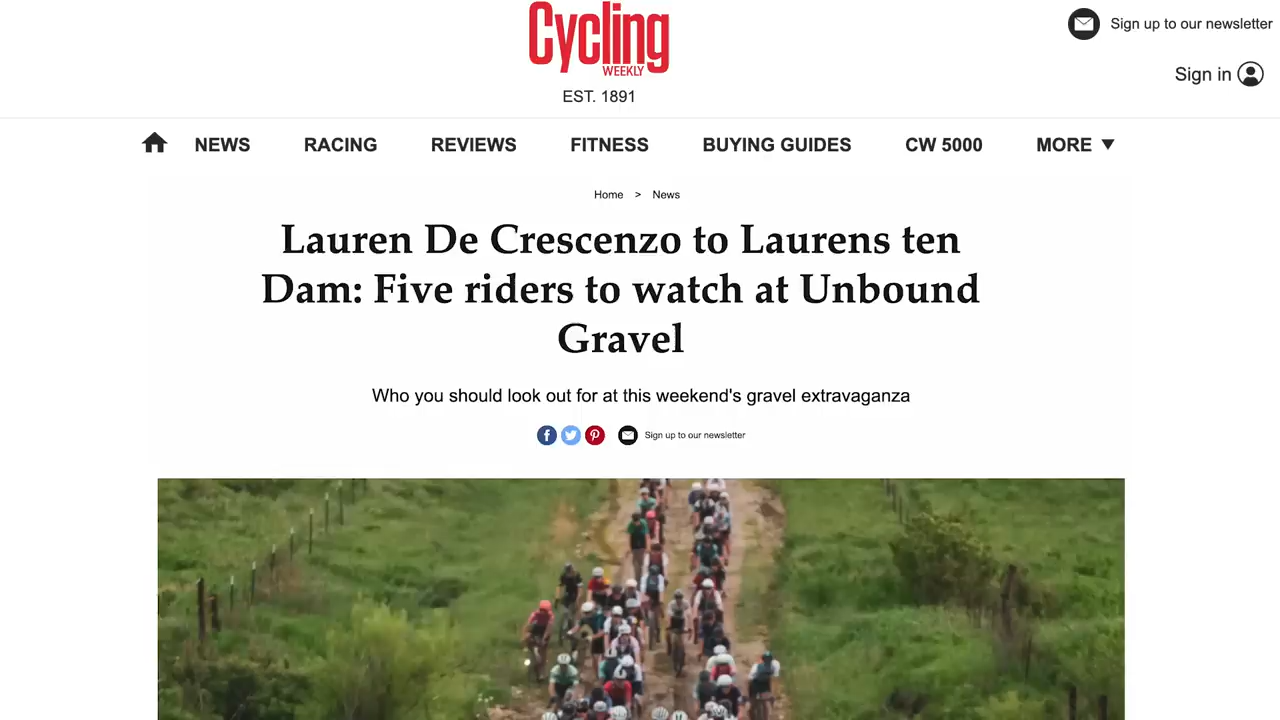 Cycling
WEEKLY
EST. 1891
Sign up to our newsletter
Sign in
NEWS
RACING
REVIEWS
FITNESS
BUYING GUIDES
CW 5000
MORE ▼
Home > News
Lauren De Crescenzo to Laurens ten
Dam: Five riders to watch at Unbound
Gravel
Who you should look out for at this weekend's gravel extravaganza
Sign up to our newsletter